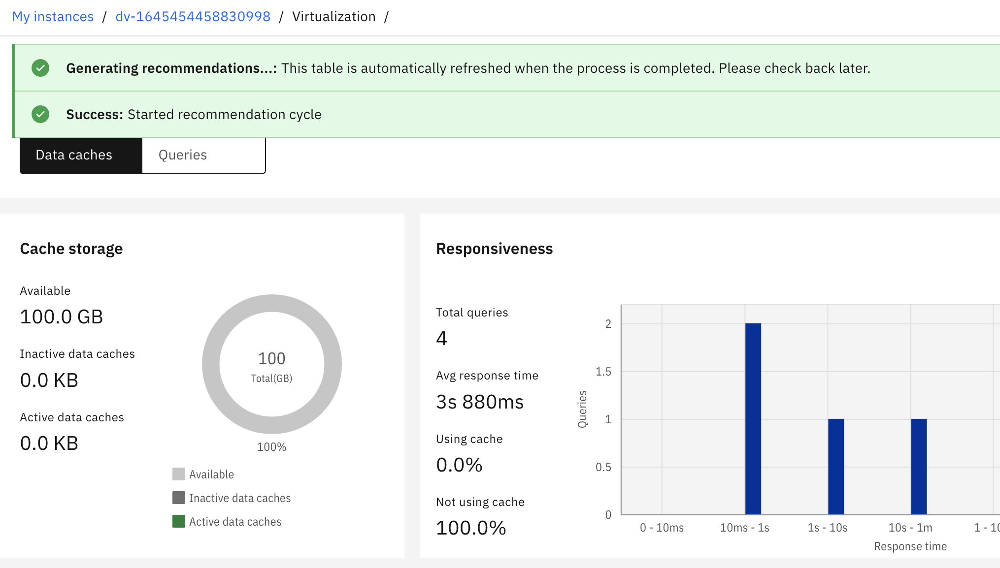 My instances / dv-1645454458830998 / Virtualization /
Generating recommendations...: This table is automatically refreshed when the process is completed. Please check back later.
Success: Started recommendation cycle
Data caches
Queries
Cache storage
Available
100.0 GB
Inactive data caches
0.0 KB
Active data caches
0.0 KB
100
Total(GB)
100%
Available
Inactive data caches
Active data caches
Responsiveness
Total queries
4
Avg response time
3s 880ms
Using cache
0.0%
Not using cache
100.0%
Queries
2
1.5
1
0.5
0
0 - 10ms
10ms - 1s
1s - 10s
10s - 1m
Response time